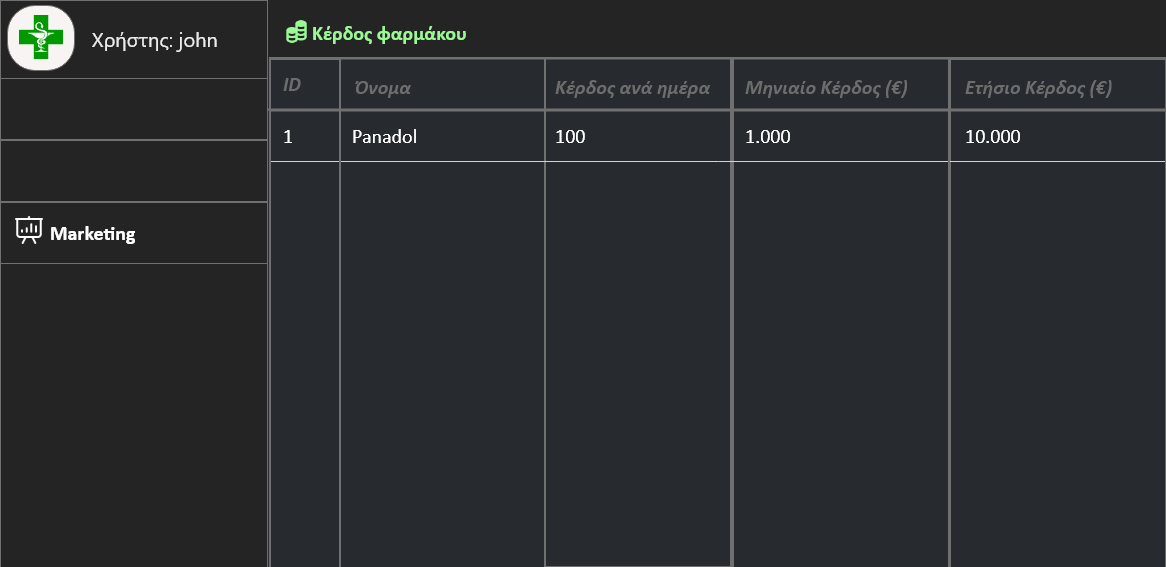 Χρήστης: john
Κέρδος φαρμάκου
ID Όνομα Κέρδος ανά ημέρα Μηνιαίο Κέρδος (€) Ετήσιο Κέρδος (€)
1 Panadol 100 1.000 10.000
Marketing